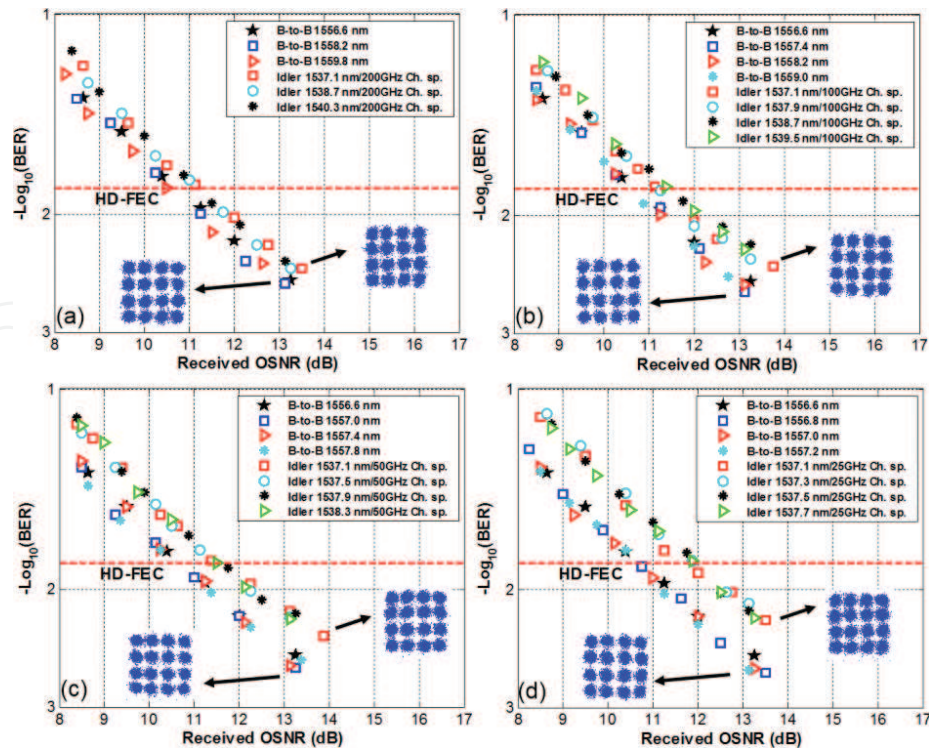 1
2
3
-Log10(BER)
B-to-B 1556.6 nm
B-to-B 1558.2 nm
B-to-B 1559.8 nm
Idler 1537.1 nm/200GHz Ch. sp.
Idler 1538.7 nm/200GHz Ch. sp.
Idler 1540.3 nm/200GHz Ch. sp.
HD-FEC
(a)
8 9 10 11 12 13 14 15 16 17
Received OSNR (dB)
1
2
3
-Log10(BER)
B-to-B 1556.6 nm
B-to-B 1557.4 nm
B-to-B 1558.2 nm
B-to-B 1559.0 nm
Idler 1537.1 nm/100GHz Ch. sp.
Idler 1537.9 nm/100GHz Ch. sp.
Idler 1538.7 nm/100GHz Ch. sp.
Idler 1539.5 nm/100GHz Ch. sp.
HD-FEC
(b)
8 9 10 11 12 13 14 15 16 17
Received OSNR (dB)
1
2
3
-Log10(BER)
B-to-B 1556.6 nm
B-to-B 1557.0 nm
B-to-B 1557.4 nm
B-to-B 1557.8 nm
Idler 1537.1 nm/50GHz Ch. sp.
Idler 1537.5 nm/50GHz Ch. sp.
Idler 1537.9 nm/50GHz Ch. sp.
Idler 1538.3 nm/50GHz Ch. sp.
HD-FEC
(c)
8 9 10 11 12 13 14 15 16 17
Received OSNR (dB)
1
2
3
-Log10(BER)
B-to-B 1556.6 nm
B-to-B 1556.8 nm
B-to-B 1557.0 nm
B-to-B 1557.2 nm
Idler 1537.1 nm/25GHz Ch. sp.
Idler 1537.3 nm/25GHz Ch. sp.
Idler 1537.5 nm/25GHz Ch. sp.
Idler 1537.7 nm/25GHz Ch. sp.
HD-FEC
(d)
8 9 10 11 12 13 14 15 16 17
Received OSNR (dB)